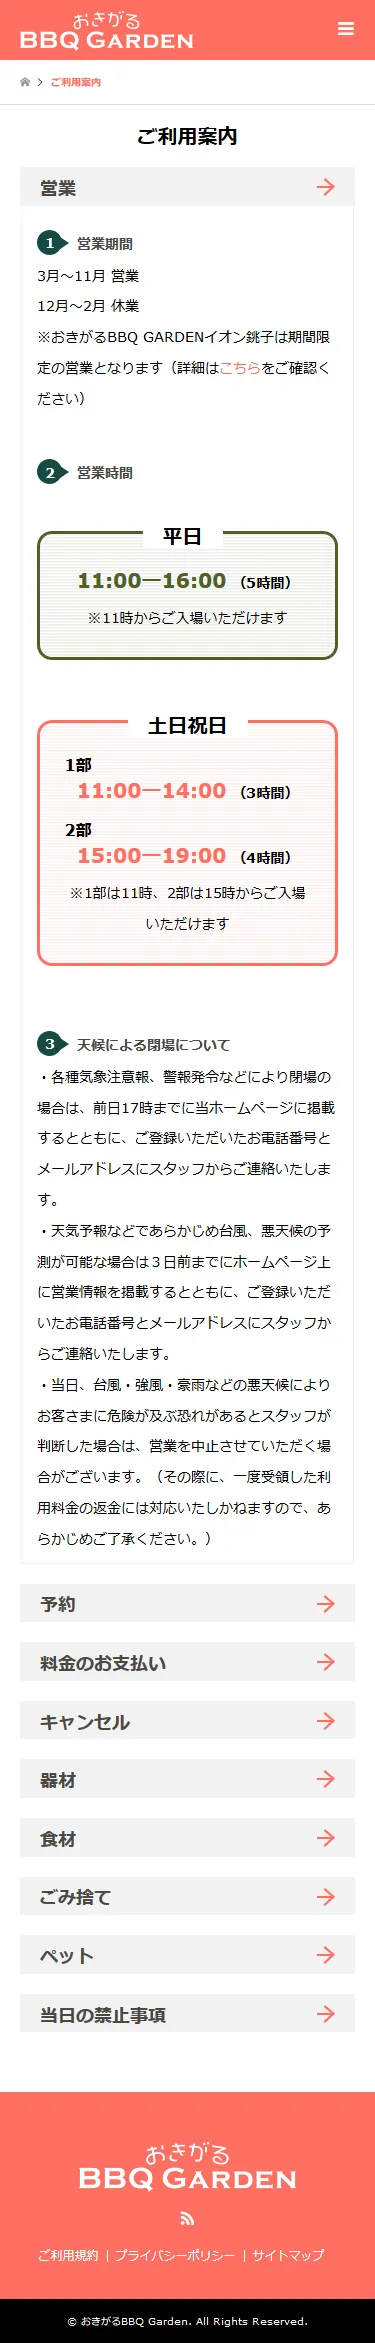 おきがる
BBQ GARDEN
ご利用案内
ご利用案内
営業
1 営業期間
3月～11月 営業
12月～2月 休業
※おきがるBBQ GARDENイオン銚子は期間限
定の営業となります（詳細はこちらをご確認く
ださい）
2 営業時間
平日
11:00ー16:00（5時間）
※11時からご入場いただけます
土日祝日
1部
11:00ー14:00（3時間）
2部
15:00ー19:00（4時間）
※1部は11時、2部は15時からご入場
いただけます
3 天候による閉場について
・各種気象注意報、警報発令などにより閉場の
場合は、前日17時までに当ホームページに掲載
するとともに、ご登録いただいたお電話番号と
メールアドレスにスタッフからご連絡いたしま
す。
・天気予報などであらかじめ台風、悪天候の予
測が可能な場合は３日前までにホームページ上
に営業情報を掲載するとともに、ご登録いただ
いたお電話番号とメールアドレスにスタッフか
らご連絡いたします。
・当日、台風・強風・豪雨などの悪天候により
お客さまに危険が及ぶ恐れがあるとスタッフが
判断した場合は、営業を中止させていただく場
合がございます。（その際に、一度受領した利
用料金の返金には対応いたしかねますので、あ
らかじめご了承ください。）
予約
料金のお支払い
キャンセル
器材
食材
ごみ捨て
ペット
当日の禁止事項
おきがる
BBQ GARDEN
ご利用規約 | プライバシーポリシー | サイトマップ
© おきがるBBQ Garden. All Rights Reserved.